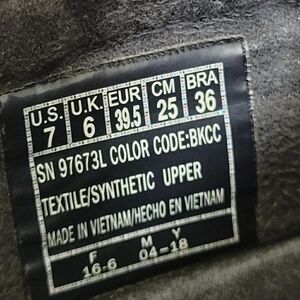 U.S. U.K. EUR CM BRA
7 6 39.5 25 36
SN 97673L COLOR CODE:BKCC
TEXTILE/SYNTHETIC UPPER
MADE IN VIETNAM/HECHO EN VIETNAM
F M Y
16-6 04-18